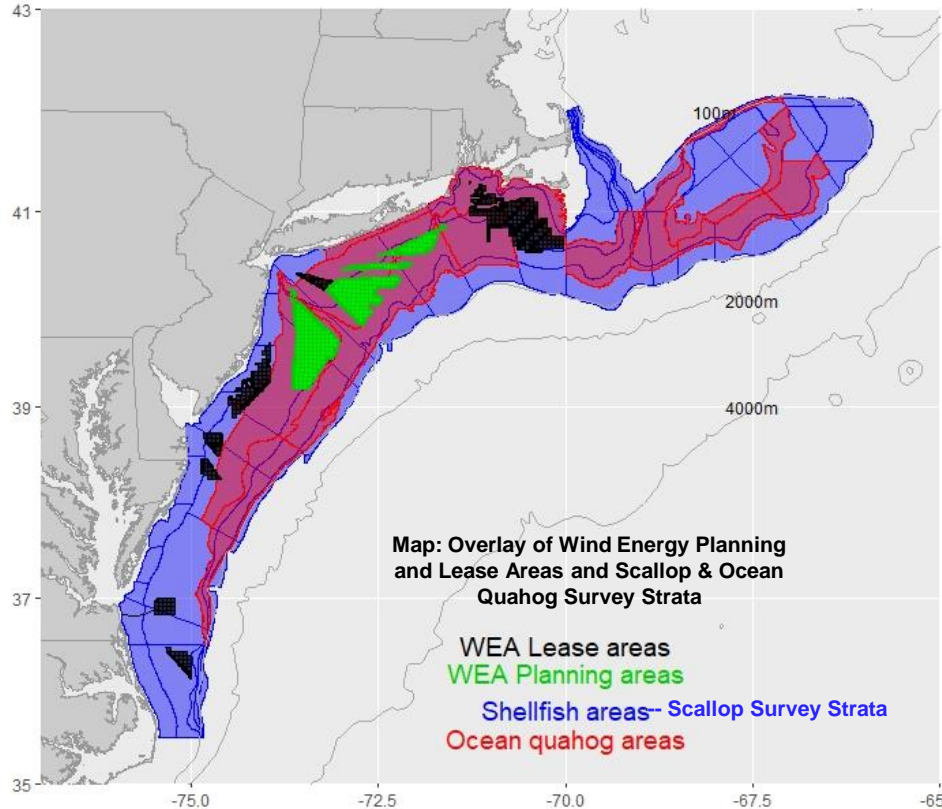 43
41
39
37
35
100m
2000m
4000m
Map: Overlay of Wind Energy Planning
and Lease Areas and Scallop & Ocean
Quahog Survey Strata
WEA Lease areas
WEA Planning areas
Shellfish areas-- Scallop Survey Strata
Ocean quahog areas
-75.0
-72.5
-70.0
-67.5
-65